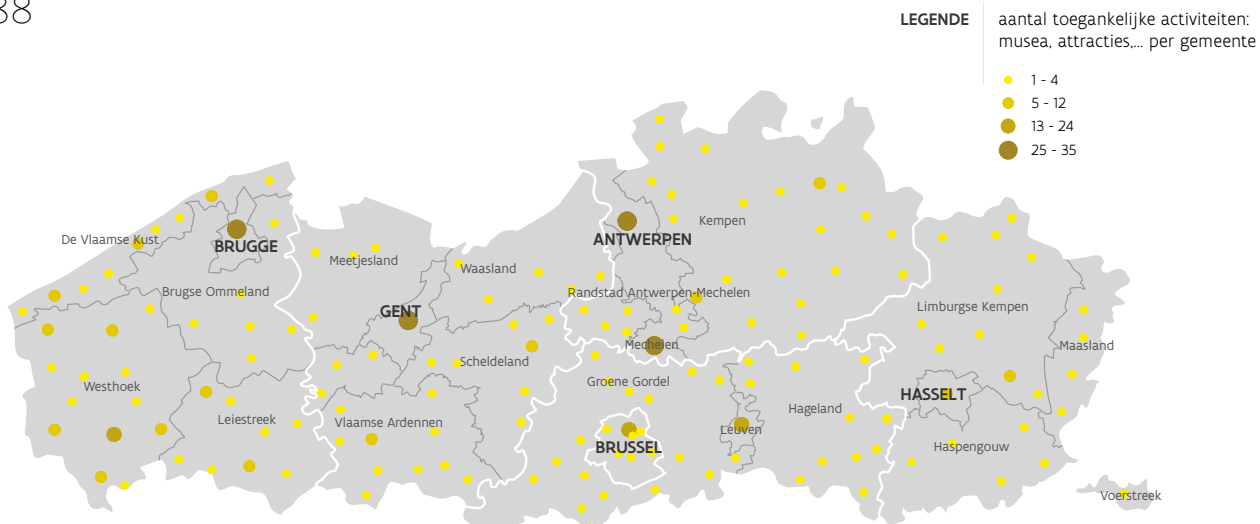 38
LEGENDE
aantal toegankelijke activiteiten:
musea, attracties,... per gemeente
1 - 4
5 - 12
13 - 24
25 - 35
De Vlaamse Kust
BRUGGE
Brugse Ommeland
Meetjesland
Waasland
GENT
ANTWERPEN
Kempen
Randstad Antwerpen-Mechelen
Mechelen
Limburgse Kempen
Maasland
Westhoek
Leiestreek
Vlaamse Ardennen
Scheldeland
Groene Gordel
BRUSSEL
Leuven
Hageland
HASSELT
Haspengouw
Voerstreek